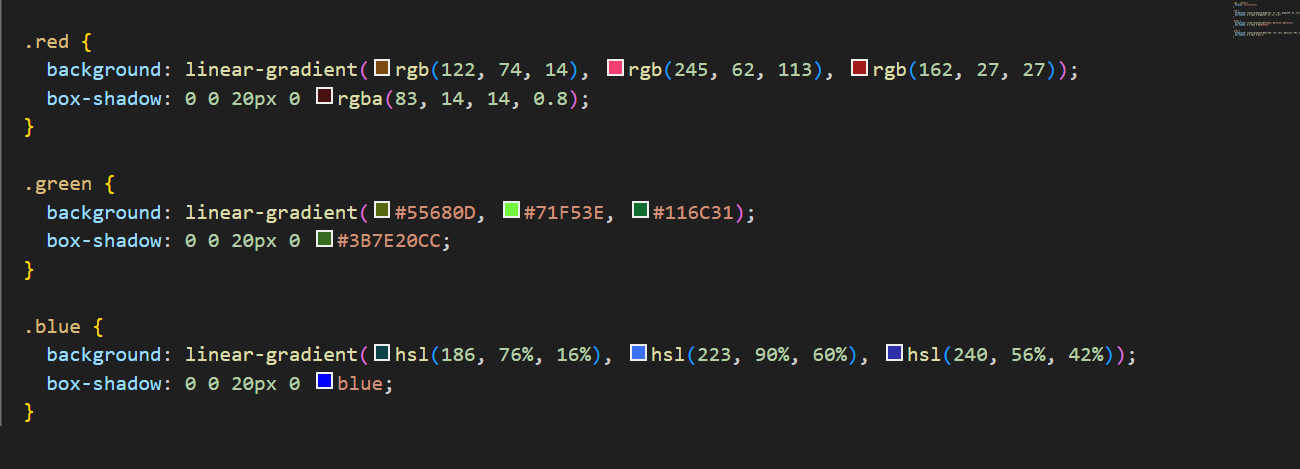 .red {
  background: linear-gradient(rgb(122, 74, 14), rgb(245, 62, 113), rgb(162, 27, 27));
  box-shadow: 0 0 20px 0 rgba(83, 14, 14, 0.8);
}
.green {
  background: linear-gradient(#55680D, #71F53E, #116C31);
  box-shadow: 0 0 20px 0 #3B7E20CC;
}
.blue {
  background: linear-gradient(hsl(186, 76%, 16%), hsl(223, 90%, 60%), hsl(240, 56%, 42%));
  box-shadow: 0 0 20px 0 blue;
}